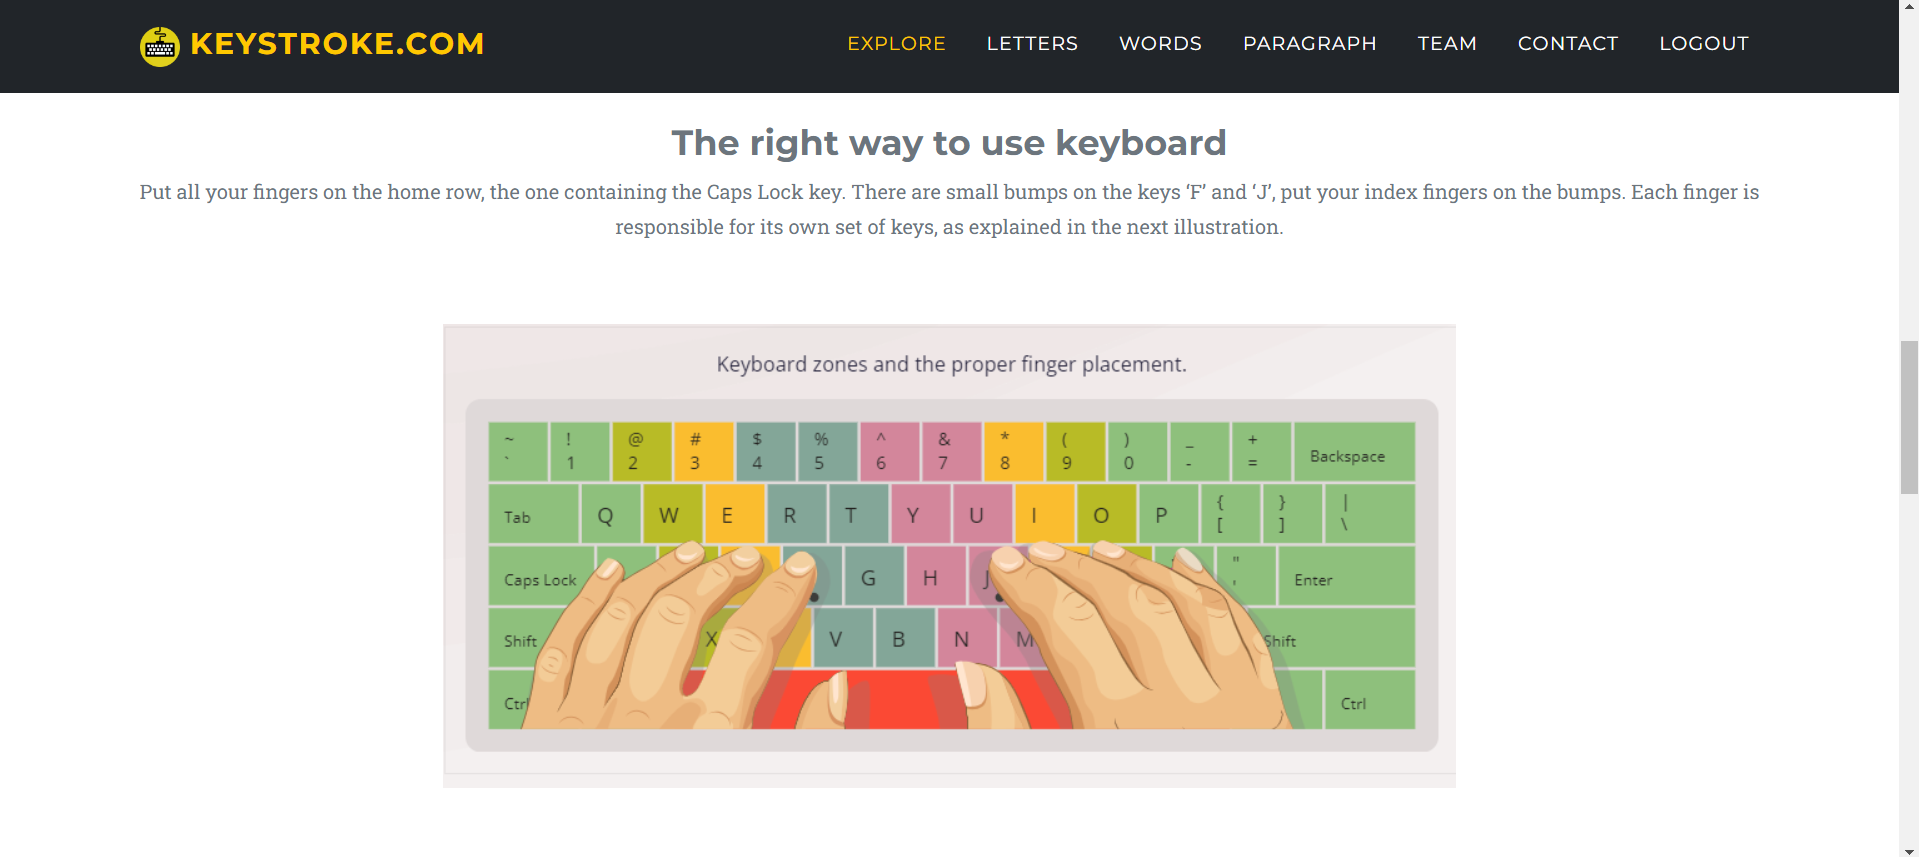 KEYSTROKE.COM
EXPLORE LETTERS WORDS PARAGRAPH TEAM CONTACT LOGOUT
The right way to use keyboard
Put all your fingers on the home row, the one containing the Caps Lock key. There are small bumps on the keys ‘F’ and ‘J’, put your index fingers on the bumps. Each finger is
responsible for its own set of keys, as explained in the next illustration.
Keyboard zones and the proper finger placement.
~ ! @ # $ % ^ & * ( ) _ +
` 1 2 3 4 5 6 7 8 9 0 - = Backspace
Tab Q W E R T Y U I O P { [ } ] | \
Caps Lock G H J " ' Enter
Shift X V B N M Shift
Ctrl Ctrl